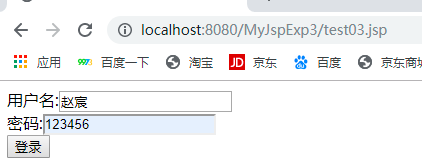 localhost:8080/MyJspExp3/test03.jsp
应用 百度一下 淘宝 JD 京东 百度 京东商城
用户名:赵宸
密码:123456
登录